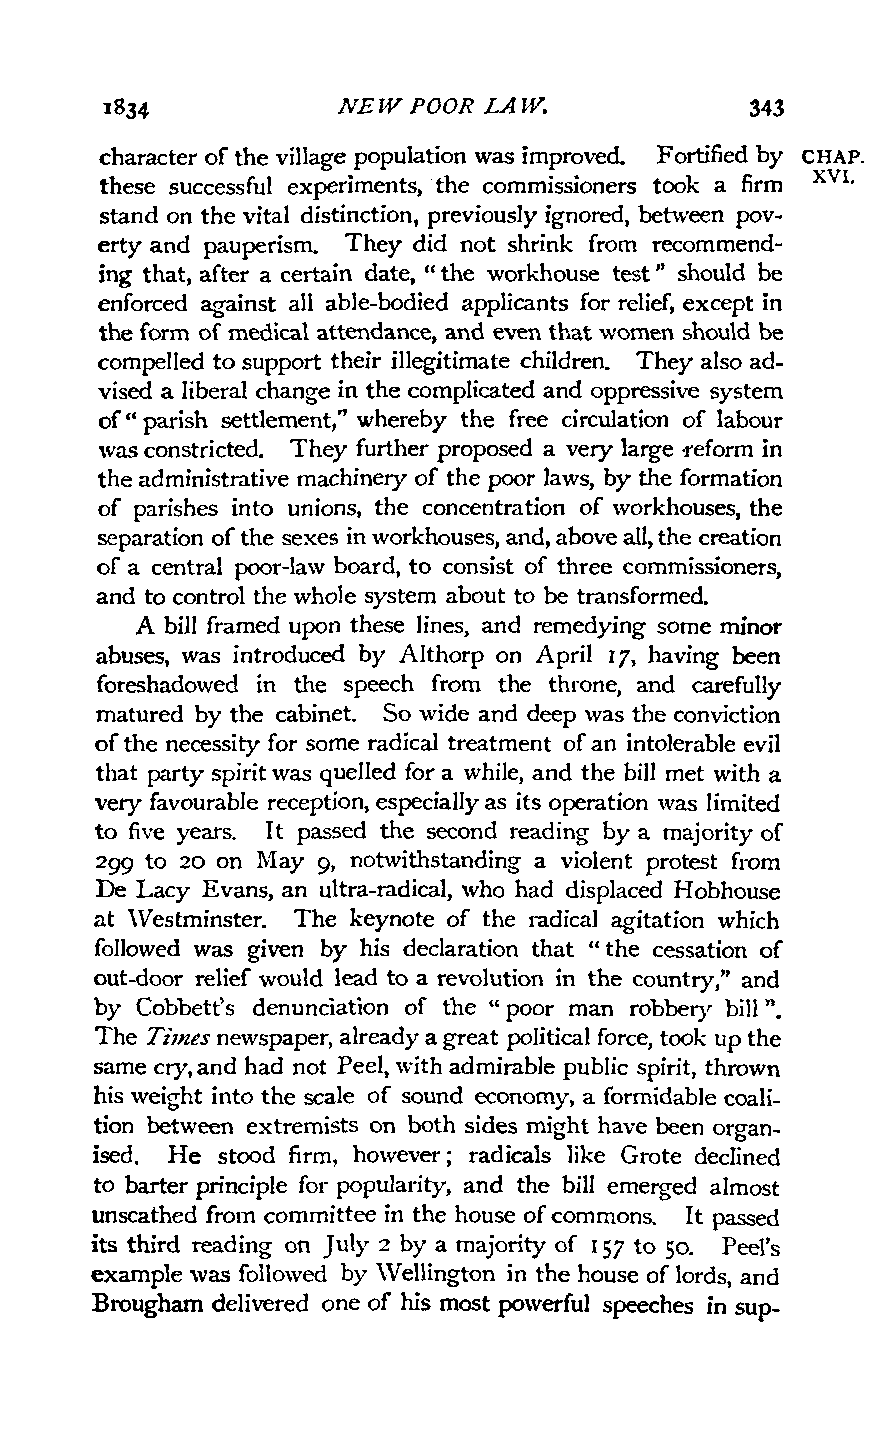 1834 NEW POOR LAW. 343
character of the village population was improved. Fortified by CHAP.
these successful experiments, the commissioners took a firm XVI.
stand on the vital distinction, previously ignored, between pov-
erty and pauperism. They did not shrink from recommend-
ing that, after a certain date, "the workhouse test" should be
enforced against all able-bodied applicants for relief, except in
the form of medical attendance, and even that women should be
compelled to support their illegitimate children. They also ad-
vised a liberal change in the complicated and oppressive system
of "parish settlement," whereby the free circulation of labour
was constricted. They further proposed a very large reform in
the administrative machinery of the poor laws, by the formation
of parishes into unions, the concentration of workhouses, the
separation of the sexes in workhouses, and, above all, the creation
of a central poor-law board, to consist of three commissioners,
and to control the whole system about to be transformed.
A bill framed upon these lines, and remedying some minor
abuses, was introduced by Althorp on April 17, having been
foreshadowed in the speech from the throne, and carefully
matured by the cabinet. So wide and deep was the conviction
of the necessity for some radical treatment of an intolerable evil
that party spirit was quelled for a while, and the bill met with a
very favourable reception, especially as its operation was limited
to five years. It passed the second reading by a majority of
299 to 20 on May 9, notwithstanding a violent protest from
De Lacy Evans, an ultra-radical, who had displaced Hobhouse
at Westminster. The keynote of the radical agitation which
followed was given by his declaration that "the cessation of
out-door relief would lead to a revolution in the country," and
by Cobbett's denunciation of the "poor man robbery bill".
The Times newspaper, already a great political force, took up the
same cry, and had not Peel, with admirable public spirit, thrown
his weight into the scale of sound economy, a formidable coali-
tion between extremists on both sides might have been organ-
ised. He stood firm, however; radicals like Grote declined
to barter principle for popularity, and the bill emerged almost
unscathed from committee in the house of commons. It passed
its third reading on July 2 by a majority of 157 to 50. Peel's
example was followed by Wellington in the house of lords, and
Brougham delivered one of his most powerful speeches in sup-